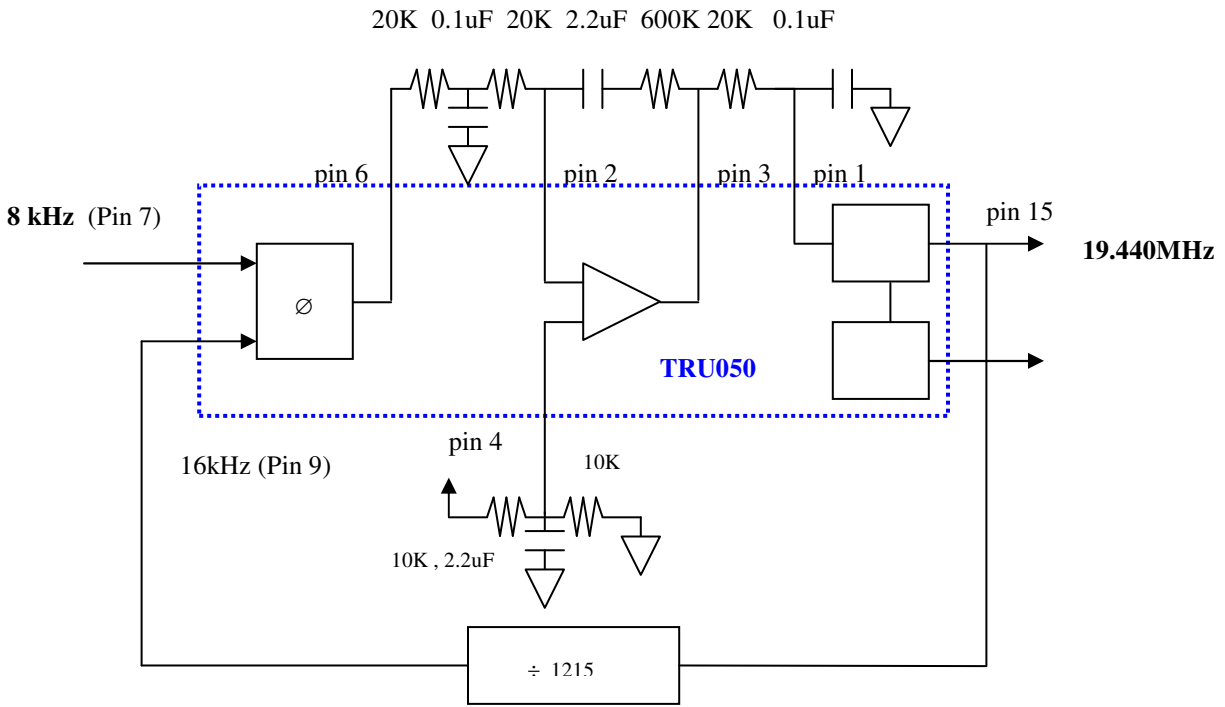 20K 0.1uF 20K 2.2uF 600K 20K 0.1uF
pin 6
pin 2
pin 3
pin 1
8 kHz (Pin 7)
pin 15
19.440MHz
∅
TRU050
pin 4
16kHz (Pin 9)
10K
10K , 2.2uF
÷ 1215